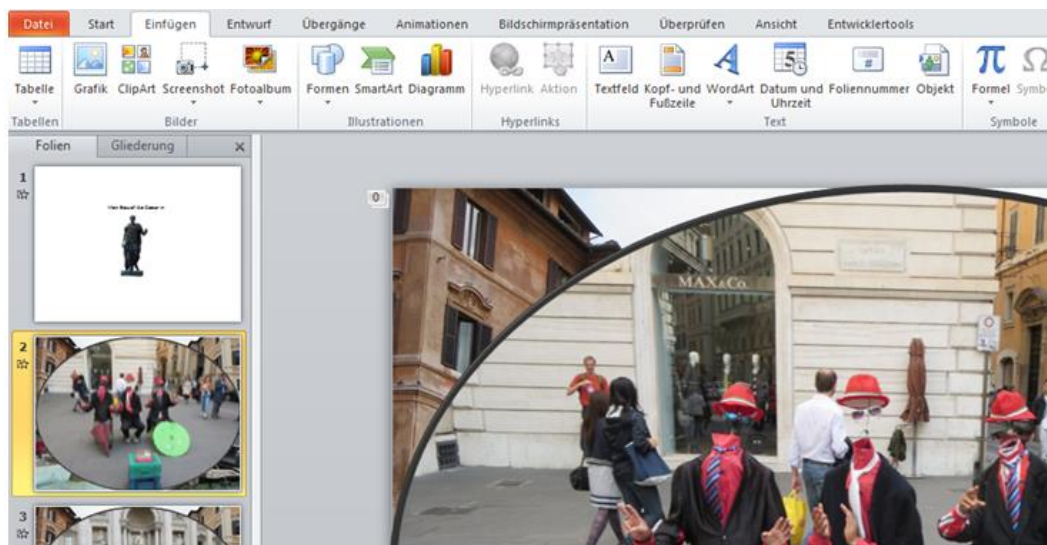 Datei Start Einfügen Entwurf Übergänge Animationen Bildschirmpräsentation Überprüfen Ansicht Entwicklertools
Tabelle Grafik ClipArt Screenshot Fotoalbum Formen SmartArt Diagramm Hyperlink Aktion Textfeld Kopf- und Fußzeile WordArt Datum und Uhrzeit Foliennummer Objekt Formel Symb
Tabellen Bilder Illustrationen Hyperlinks Text Symbole
Folien Gliederung
1
0
MAX&Co.
2
3